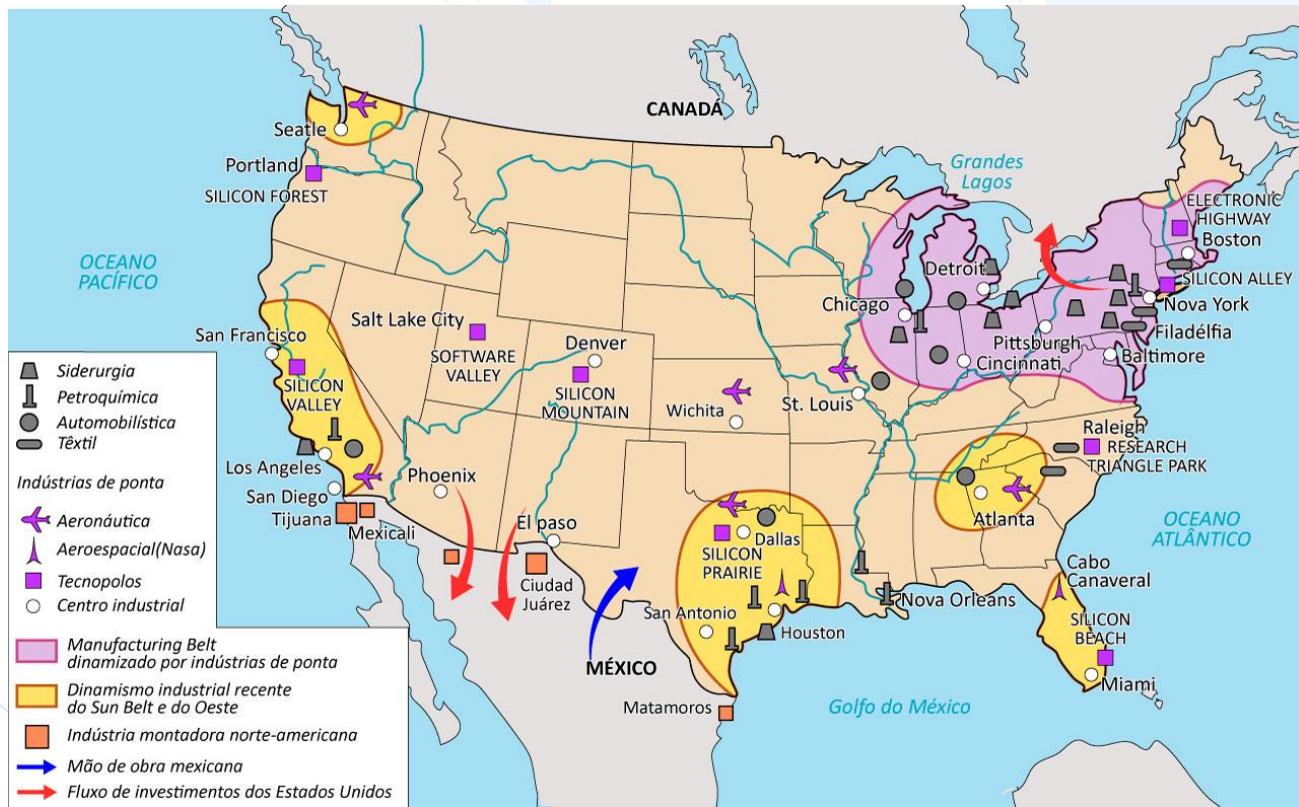 CANADÁ
Seatle
Portland
SILICON FOREST
Grandes
Lagos
ELECTRONIC
HIGHWAY
Boston
OCEANO
PACÍFICO
Detroit
SILICON ALLEY
Chicago
Nova York
San Francisco
Salt Lake City
Pittsburgh
Filadélfia
SOFTWARE
VALLEY
Denver
Cincinnati
Baltimore
SILICON
VALLEY
SILICON
MOUNTAIN
Wichita
St. Louis
Raleigh
RESEARCH
TRIANGLE PARK
Los Angeles
Phoenix
San Diego
Tijuana
Mexicali
El paso
Dallas
Atlanta
OCEANO
ATLÂNTICO
Ciudad
Juárez
SILICON
PRAIRIE
Cabo
Canaveral
San Antonio
Nova Orleans
Houston
SILICON
BEACH
MÉXICO
Miami
Matamoros
Golfo do México
Siderurgia
Petroquímica
Automobilística
Têxtil
Indústrias de ponta
Aeronáutica
Aeroespacial(Nasa)
Tecnopolos
Centro industrial
Manufacturing Belt
dinamizado por indústrias de ponta
Dinamismo industrial recente
do Sun Belt e do Oeste
Indústria montadora norte-americana
Mão de obra mexicana
Fluxo de investimentos dos Estados Unidos